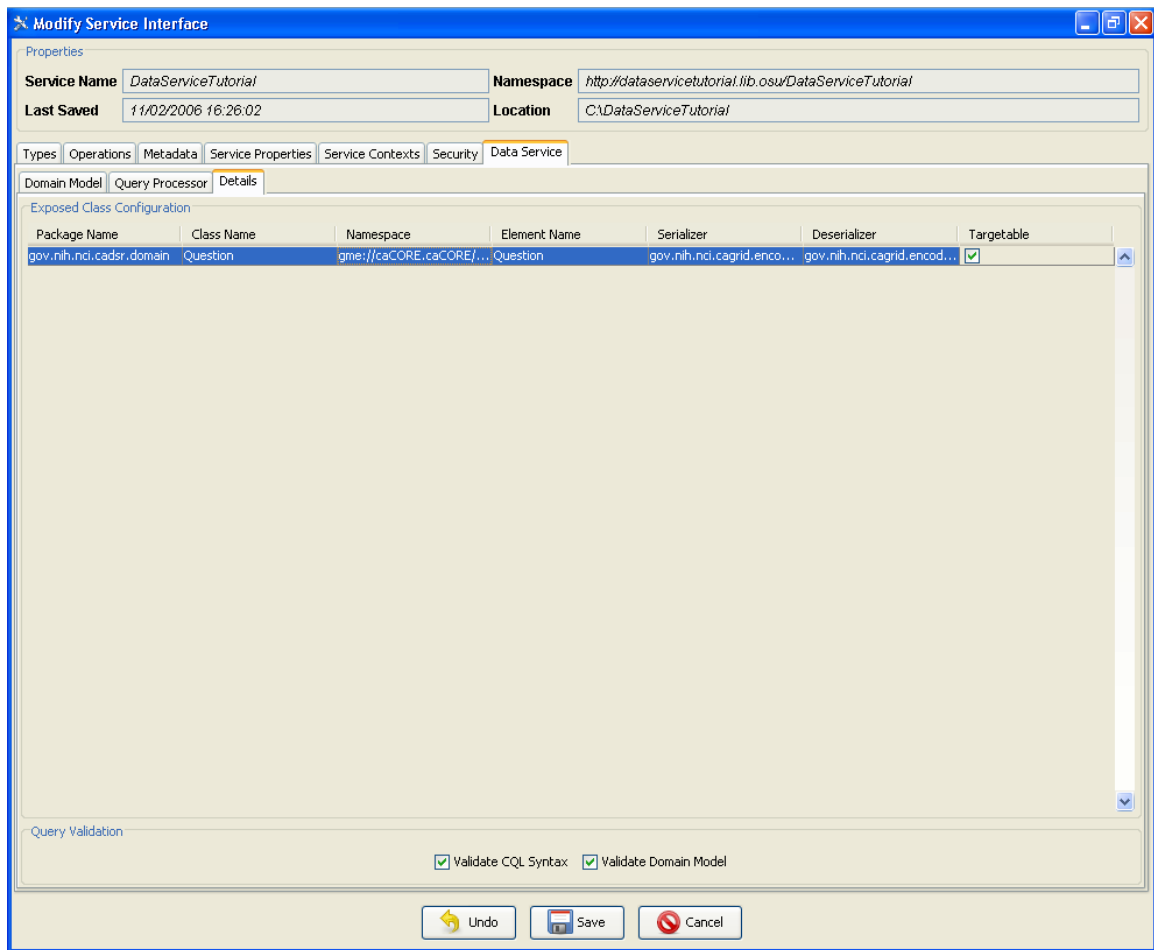 Modify Service Interface
Properties
Service Name DataServiceTutorial Namespace http://dataservicetutorial.lib.osu/DataServiceTutorial
Last Saved 11/02/2006 16:26:02 Location C:\DataServiceTutorial
Types Operations Metadata Service Properties Service Contexts Security Data Service
Domain Model Query Processor Details
Exposed Class Configuration
Package Name Class Name Namespace Element Name Serializer Deserializer Targetable
gov.nih.nci.cadsr.domain Question gme://caCORE.caCORE/... Question gov.nih.nci.cagrid.enco... gov.nih.nci.cagrid.encod...
Query Validation
Validate CQL Syntax Validate Domain Model
Undo Save Cancel